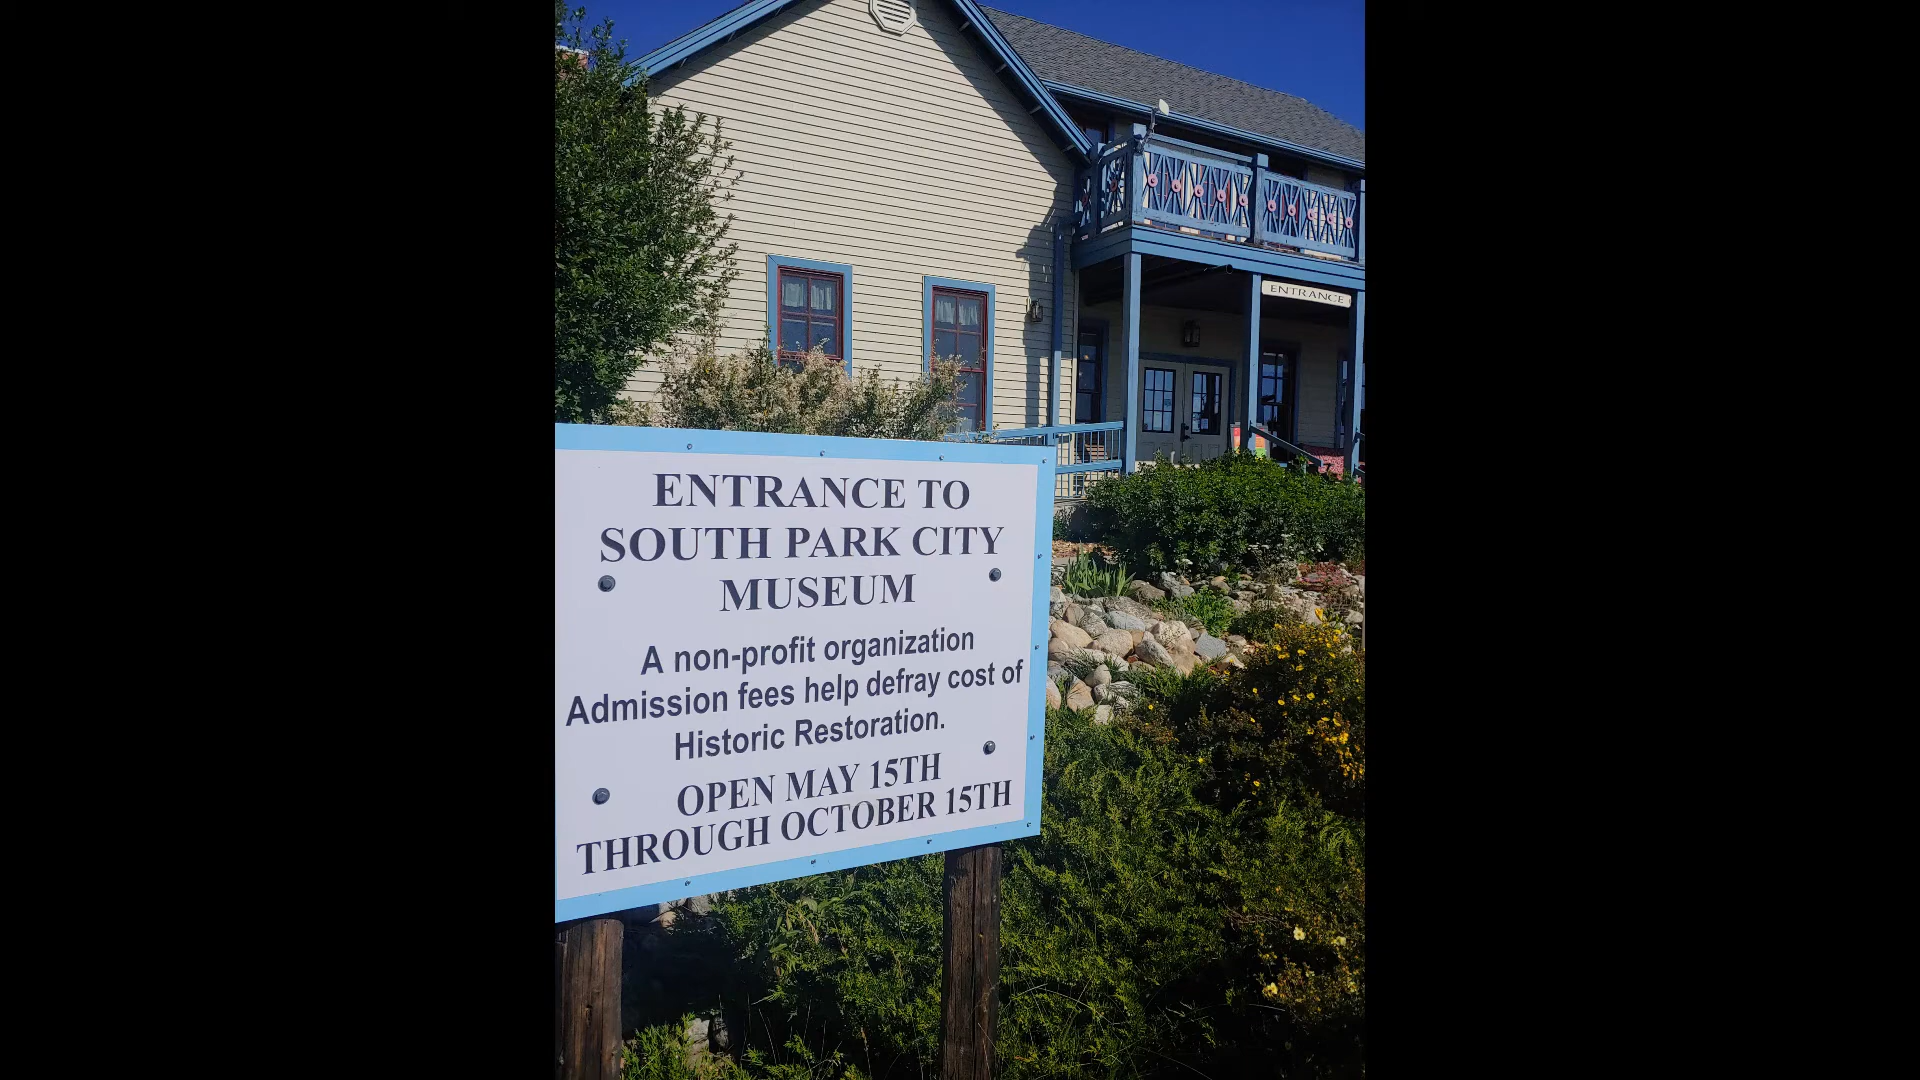 ENTRANCE
ENTRANCE TO
SOUTH PARK CITY
MUSEUM
A non-profit organization
Admission fees help defray cost of
Historic Restoration.
OPEN MAY 15TH
THROUGH OCTOBER 15TH